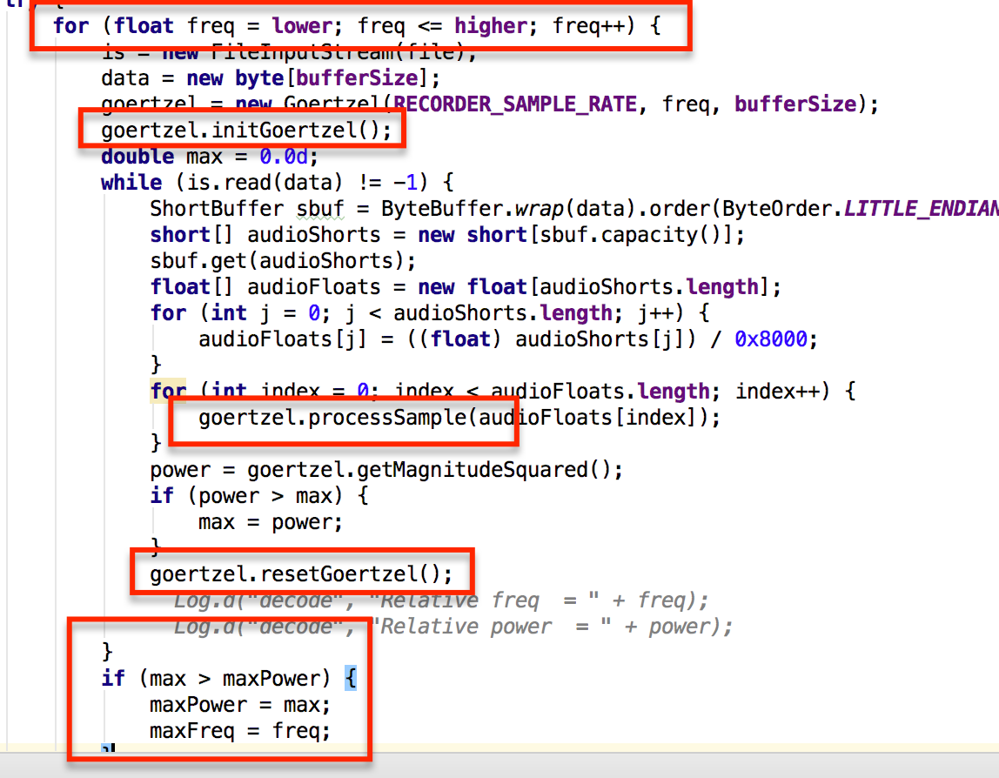 try {
for (float freq = lower; freq <= higher; freq++) {
is = new FileInputStream(file);
data = new byte[bufferSize];
goertzel = new Goertzel(RECORDER_SAMPLE_RATE, freq, bufferSize);
goertzel.initGoertzel();
double max = 0.0d;
while (is.read(data) != -1) {
ShortBuffer sbuf = ByteBuffer.wrap(data).order(ByteOrder.LITTLE_ENDIAN
short[] audioShorts = new short[sbuf.capacity()];
sbuf.get(audioShorts);
float[] audioFloats = new float[audioShorts.length];
for (int j = 0; j < audioShorts.length; j++) {
audioFloats[j] = ((float) audioShorts[j]) / 0x8000;
}
for (int index = 0; index < audioFloats.length; index++) {
goertzel.processSample(audioFloats[index]);
}
power = goertzel.getMagnitudeSquared();
if (power > max) {
max = power;
}
goertzel.resetGoertzel();
Log.d("decode", "Relative freq  = " + freq);
Log.d("decode", "Relative power  = " + power);
}
if (max > maxPower) {
maxPower = max;
maxFreq = freq;
}